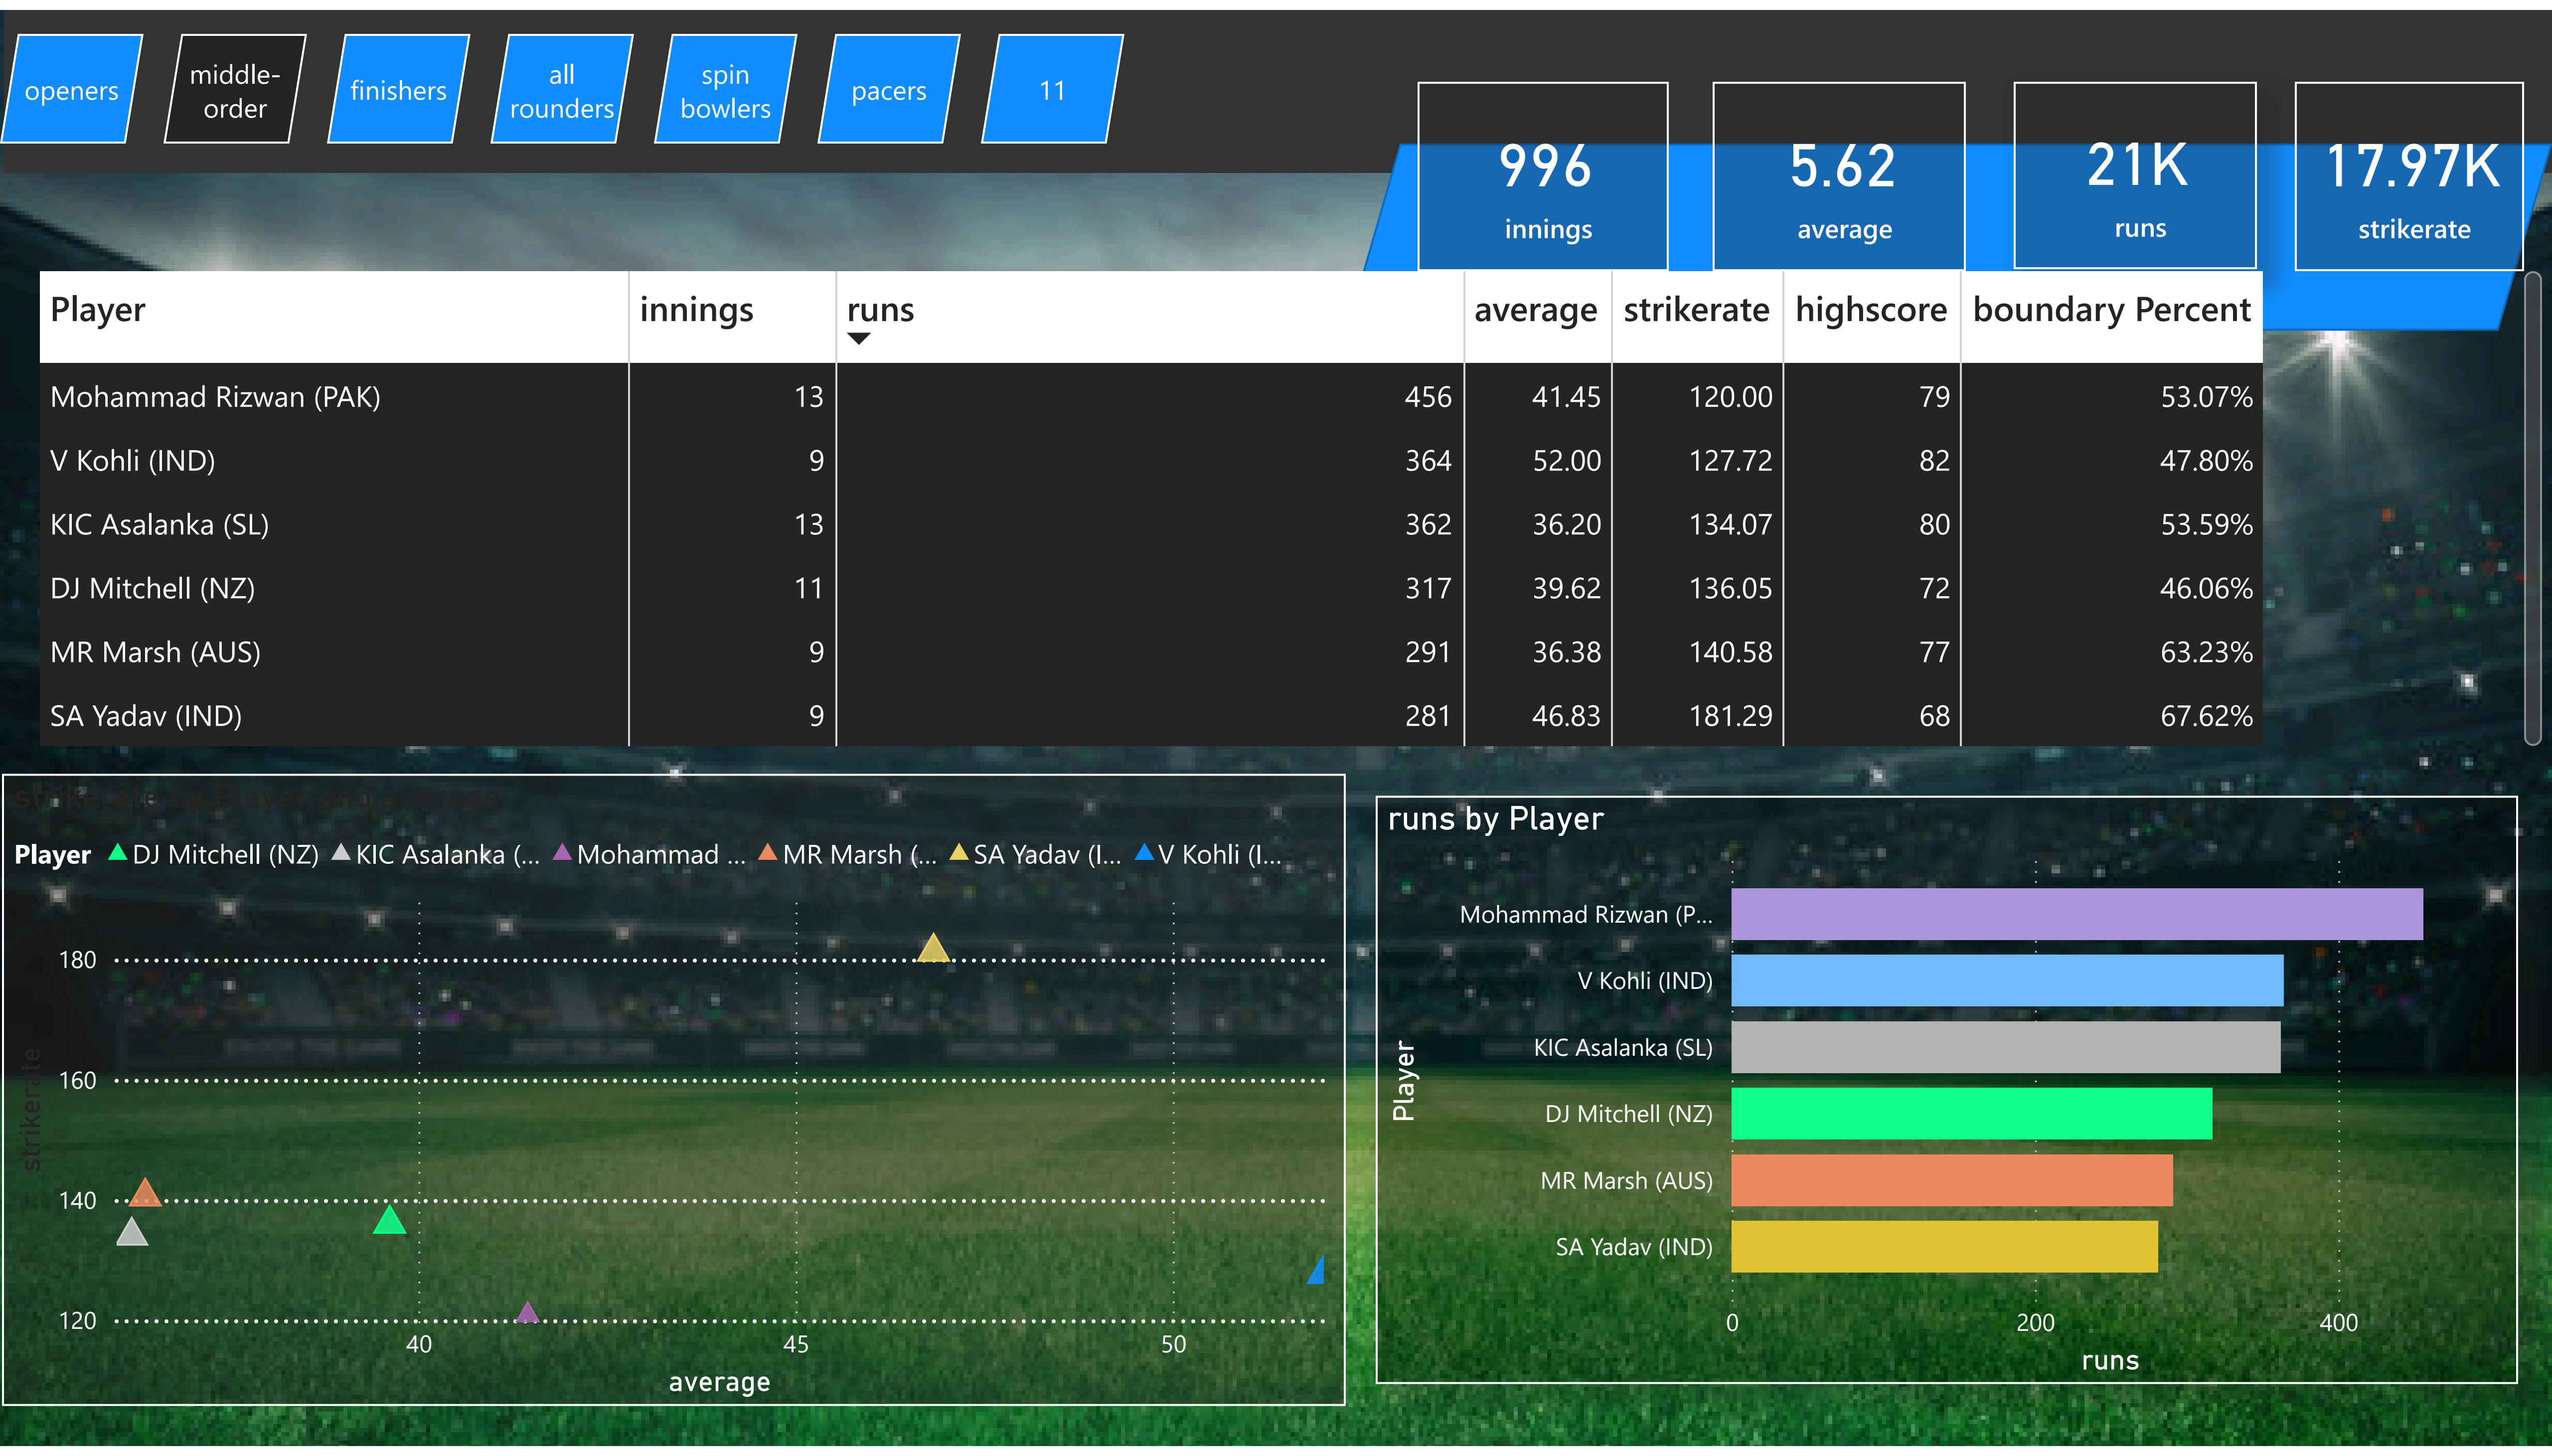 openers
middle-
order
finishers
all
rounders
spin
bowlers
pacers
11
996
innings
5.62
average
21K
runs
17.97K
strikerate
Player innings runs average strikerate highscore boundary Percent
Mohammad Rizwan (PAK) 13 456 41.45 120.00 79 53.07%
V Kohli (IND) 9 364 52.00 127.72 82 47.80%
KIC Asalanka (SL) 13 362 36.20 134.07 80 53.59%
DJ Mitchell (NZ) 11 317 39.62 136.05 72 46.06%
MR Marsh (AUS) 9 291 36.38 140.58 77 63.23%
SA Yadav (IND) 9 281 46.83 181.29 68 67.62%
strikerate by Player and average
Player DJ Mitchell (NZ) KIC Asalanka (... Mohammad ... MR Marsh (... SA Yadav (I... V Kohli (I...
strikerate
180
160
140
120
40 45 50
average
runs by Player
Player
Mohammad Rizwan (P...
V Kohli (IND)
KIC Asalanka (SL)
DJ Mitchell (NZ)
MR Marsh (AUS)
SA Yadav (IND)
0 200 400
runs